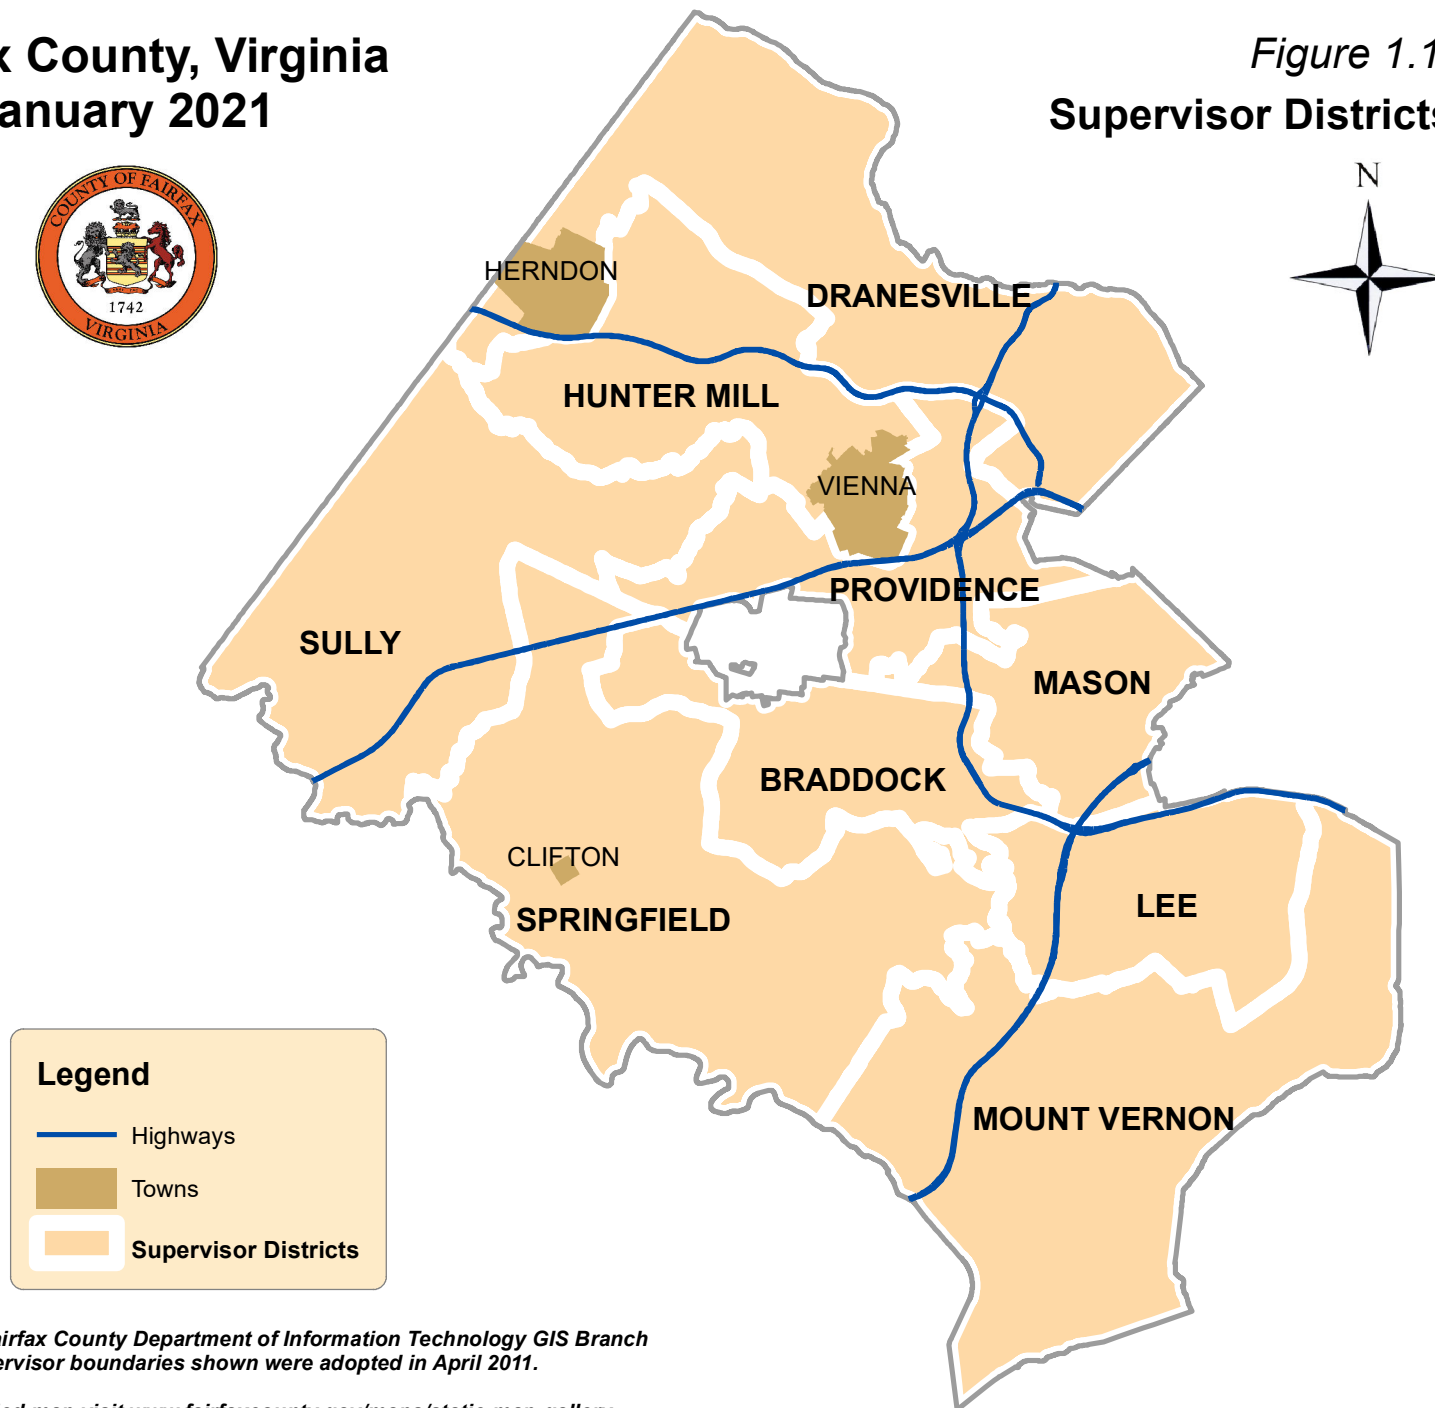 x County, Virginia
anuary 2021
Figure 1.1
Supervisor Districts
COUNTY OF FAIRFAX
1742
VIRGINIA
N
HERNDON
DRANESVILLE
HUNTER MILL
VIENNA
PROVIDENCE
SULLY
MASON
BRADDOCK
CLIFTON
SPRINGFIELD
LEE
MOUNT VERNON
Legend
Highways
Towns
Supervisor Districts
airfax County Department of Information Technology GIS Branch
ervisor boundaries shown were adopted in April 2011.